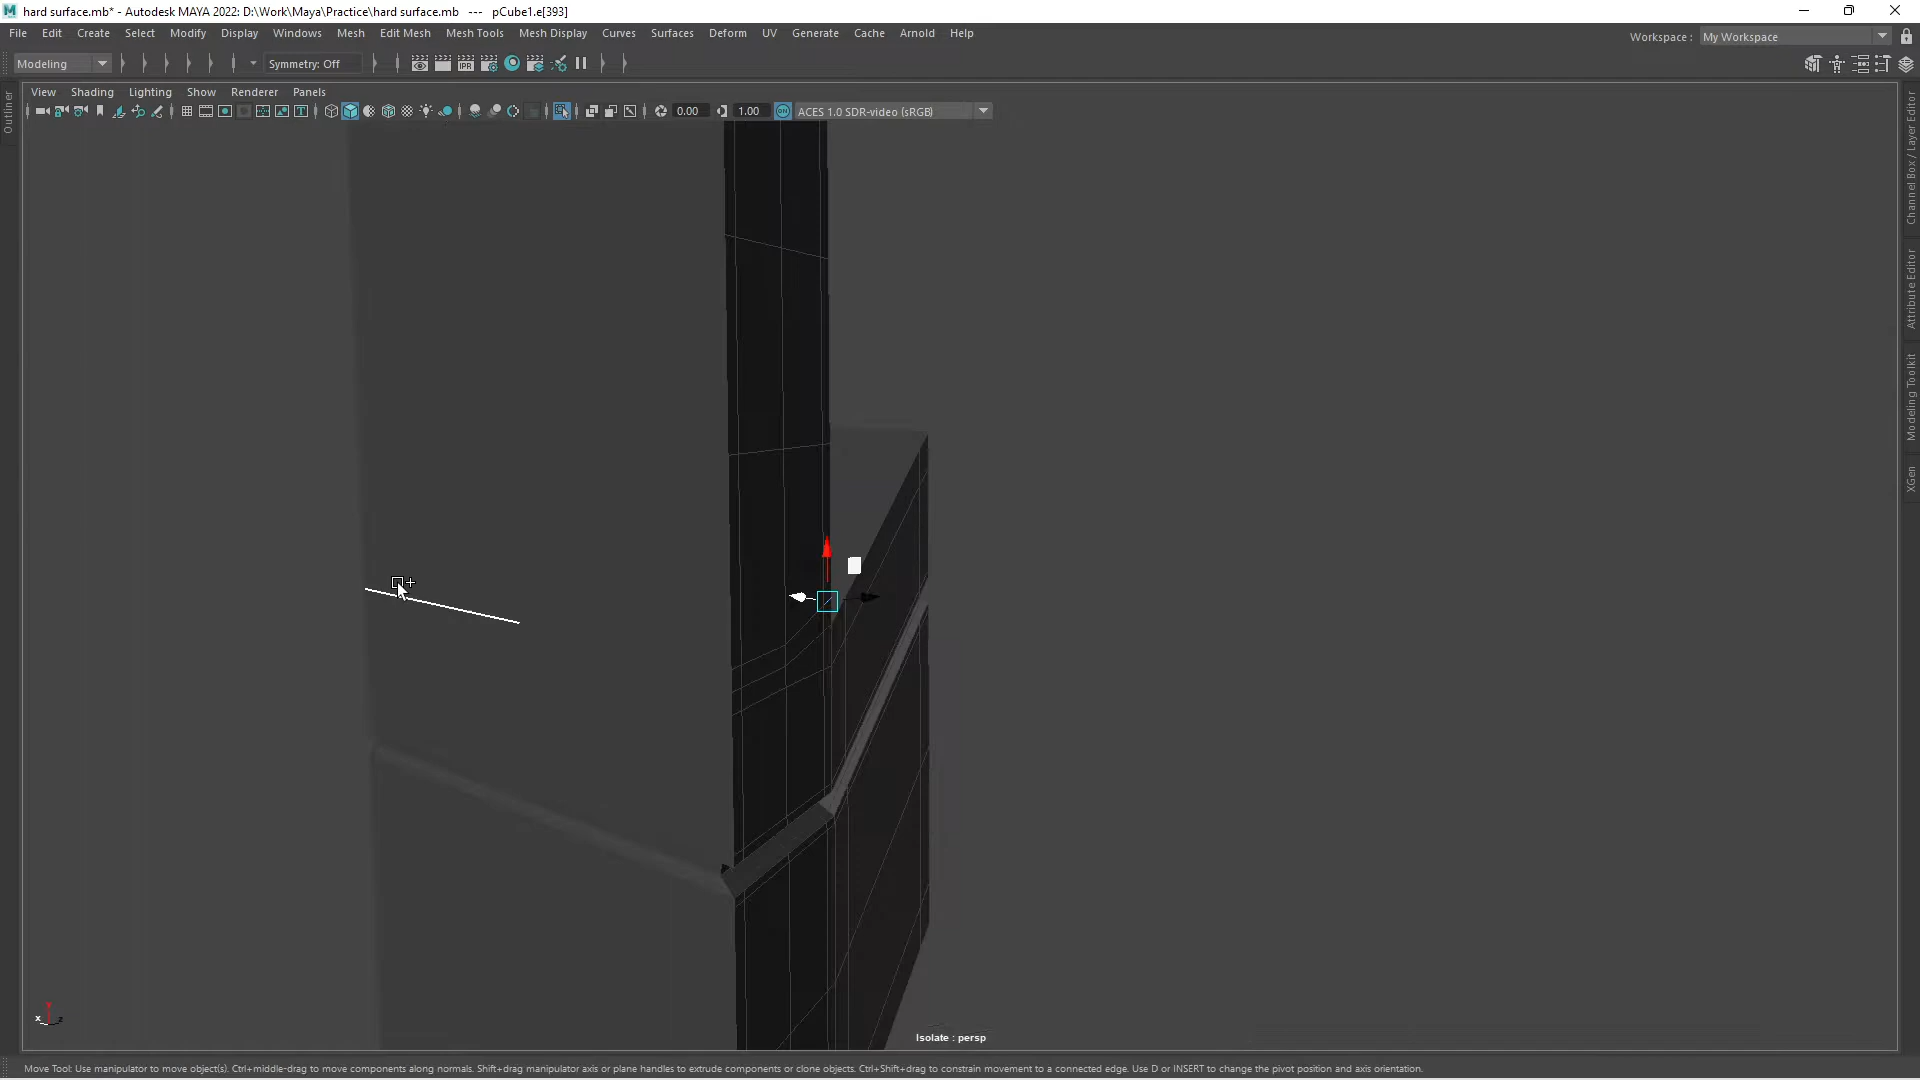 hard surface.mb* - Autodesk MAYA 2022: D:\Work\Maya\Practice\hard surface.mb --- pCube1.e[393]
File Edit Create Select Modify Display Windows Mesh Edit Mesh Mesh Tools Mesh Display Curves Surfaces Deform UV Generate Cache Arnold Help
Workspace : My Workspace
Modeling
Symmetry: Off
IPR
View Shading Lighting Show Renderer Panels
0.00
1.00
ON
ACES 1.0 SDR-video (sRGB)
Outliner
Channel Box / Layer Editor
Attribute Editor
Modeling Toolkit
XGen
x
z
Isolate : persp
Move Tool: Use manipulator to move object(s). Ctrl+middle-drag to move components along normals. Shift+drag manipulator axis or plane handles to extrude components or clone objects. Ctrl+Shift+drag to constrain movement to a connected edge. Use D or INSERT to change the pivot position and axis orientation.